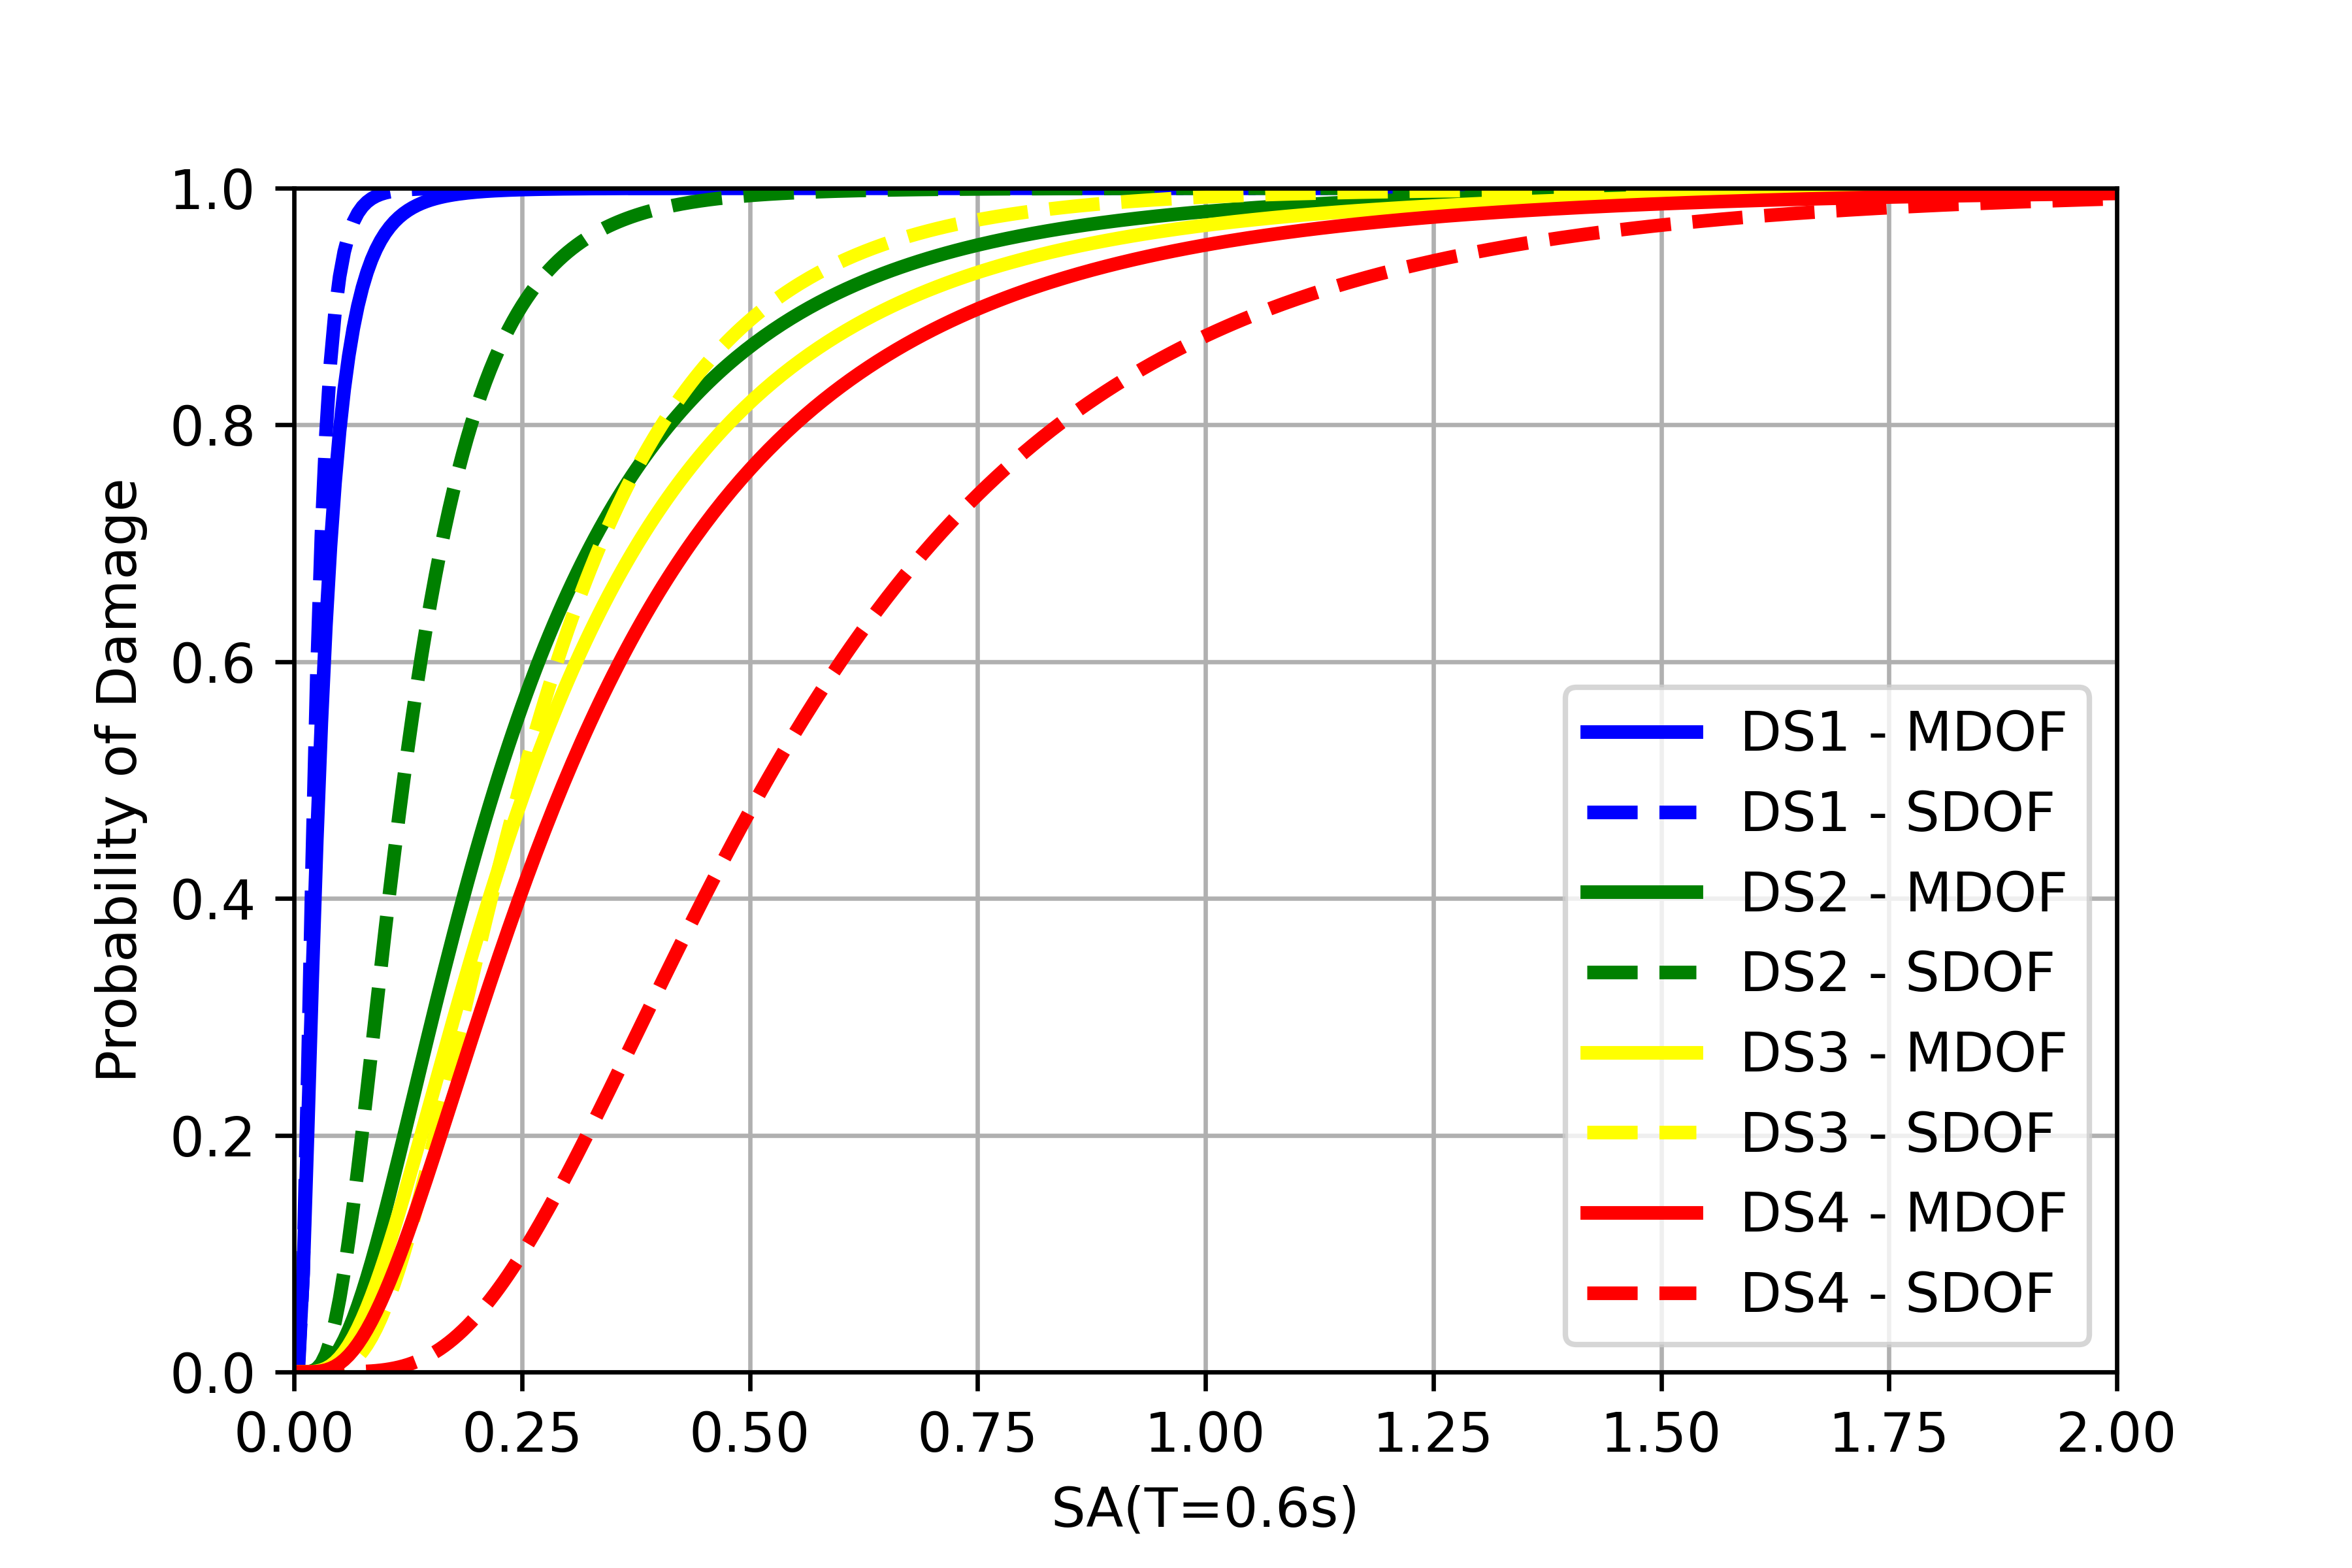 1.0
0.8
0.6
0.4
0.2
0.0
Probability of Damage
0.00 0.25 0.50 0.75 1.00 1.25 1.50 1.75 2.00
SA(T=0.6s)
DS1 - MDOF
DS1 - SDOF
DS2 - MDOF
DS2 - SDOF
DS3 - MDOF
DS3 - SDOF
DS4 - MDOF
DS4 - SDOF